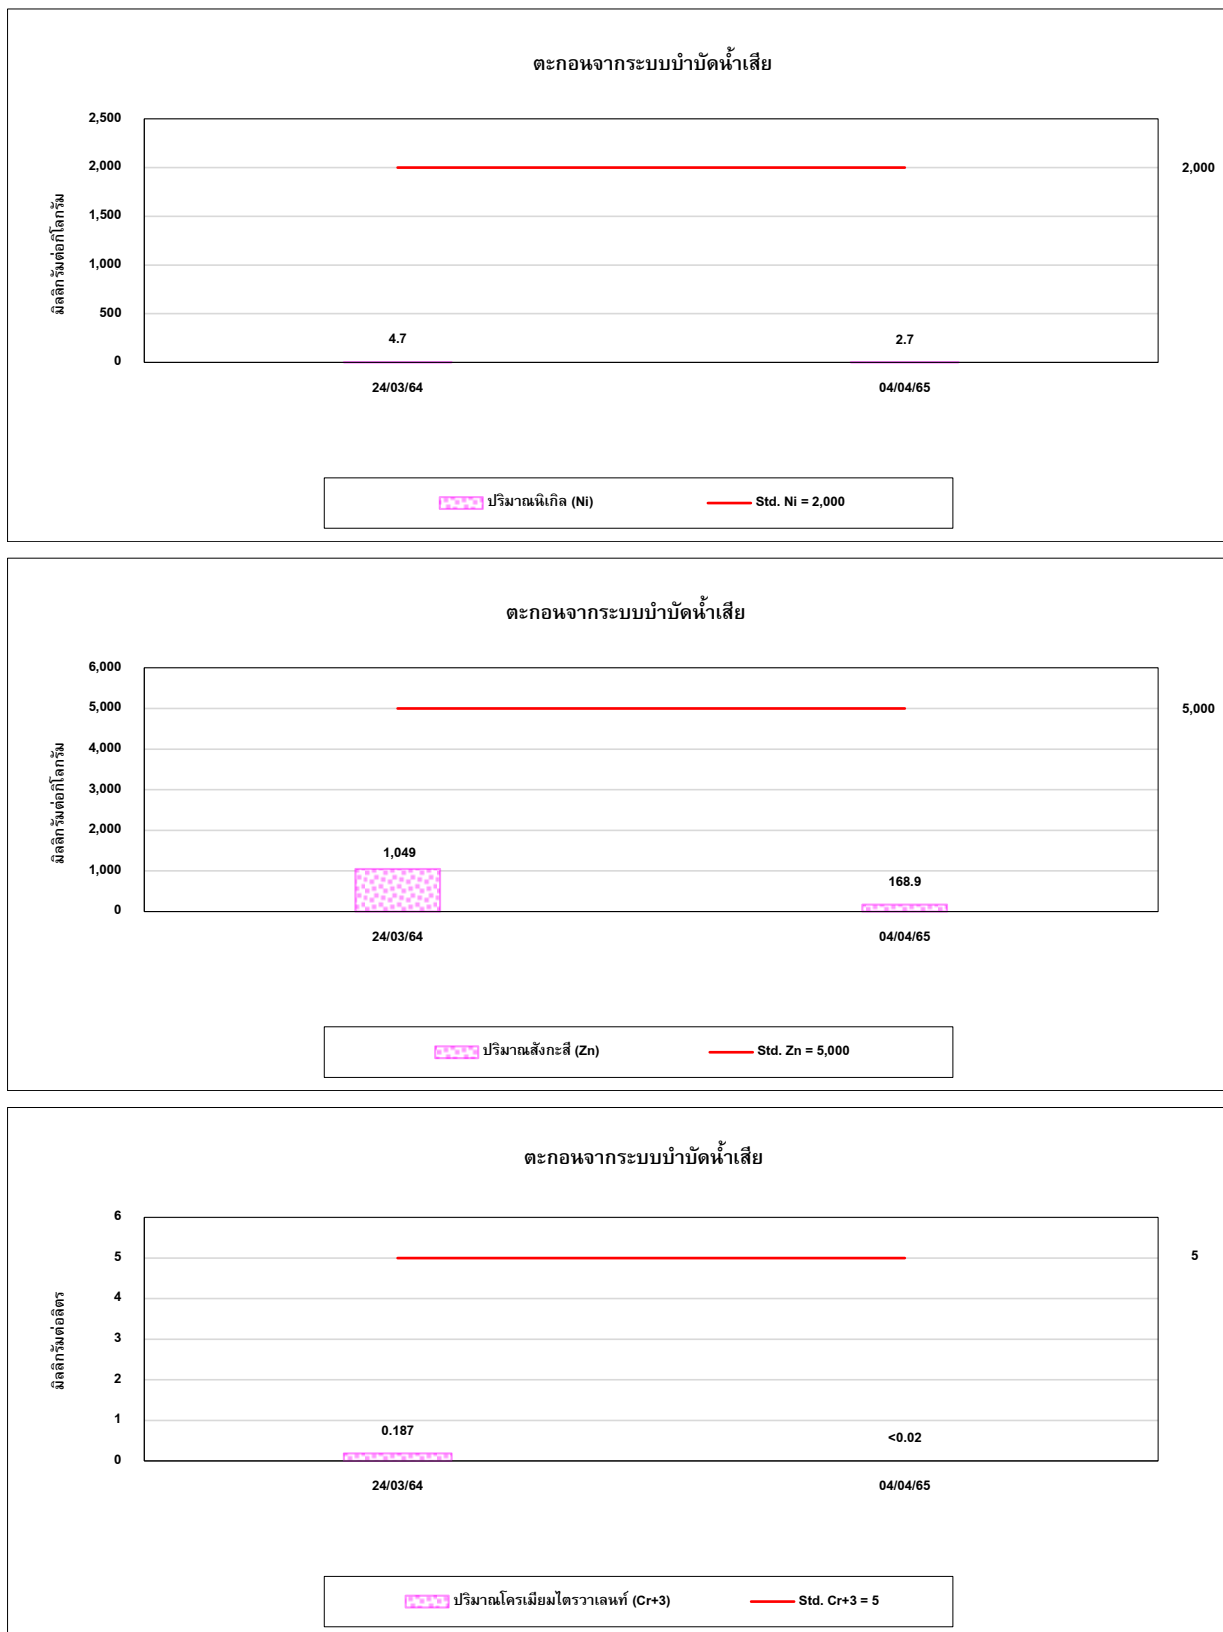 ตะกอนจากระบบบำบัดน้ำเสีย
มิลลิกรัมต่อกิโลกรัม
2,500
2,000
1,500
1,000
500
0
2,000
4.7
2.7
24/03/64
04/04/65
ปริมาณนิเกิล (Ni)
Std. Ni = 2,000
ตะกอนจากระบบบำบัดน้ำเสีย
มิลลิกรัมต่อกิโลกรัม
6,000
5,000
4,000
3,000
2,000
1,000
0
5,000
1,049
168.9
24/03/64
04/04/65
ปริมาณสังกะสี (Zn)
Std. Zn = 5,000
ตะกอนจากระบบบำบัดน้ำเสีย
มิลลิกรัมต่อลิตร
6
5
4
3
2
1
0
5
0.187
<0.02
24/03/64
04/04/65
ปริมาณโครเมียมไตรวาเลนท์ (Cr+3)
Std. Cr+3 = 5